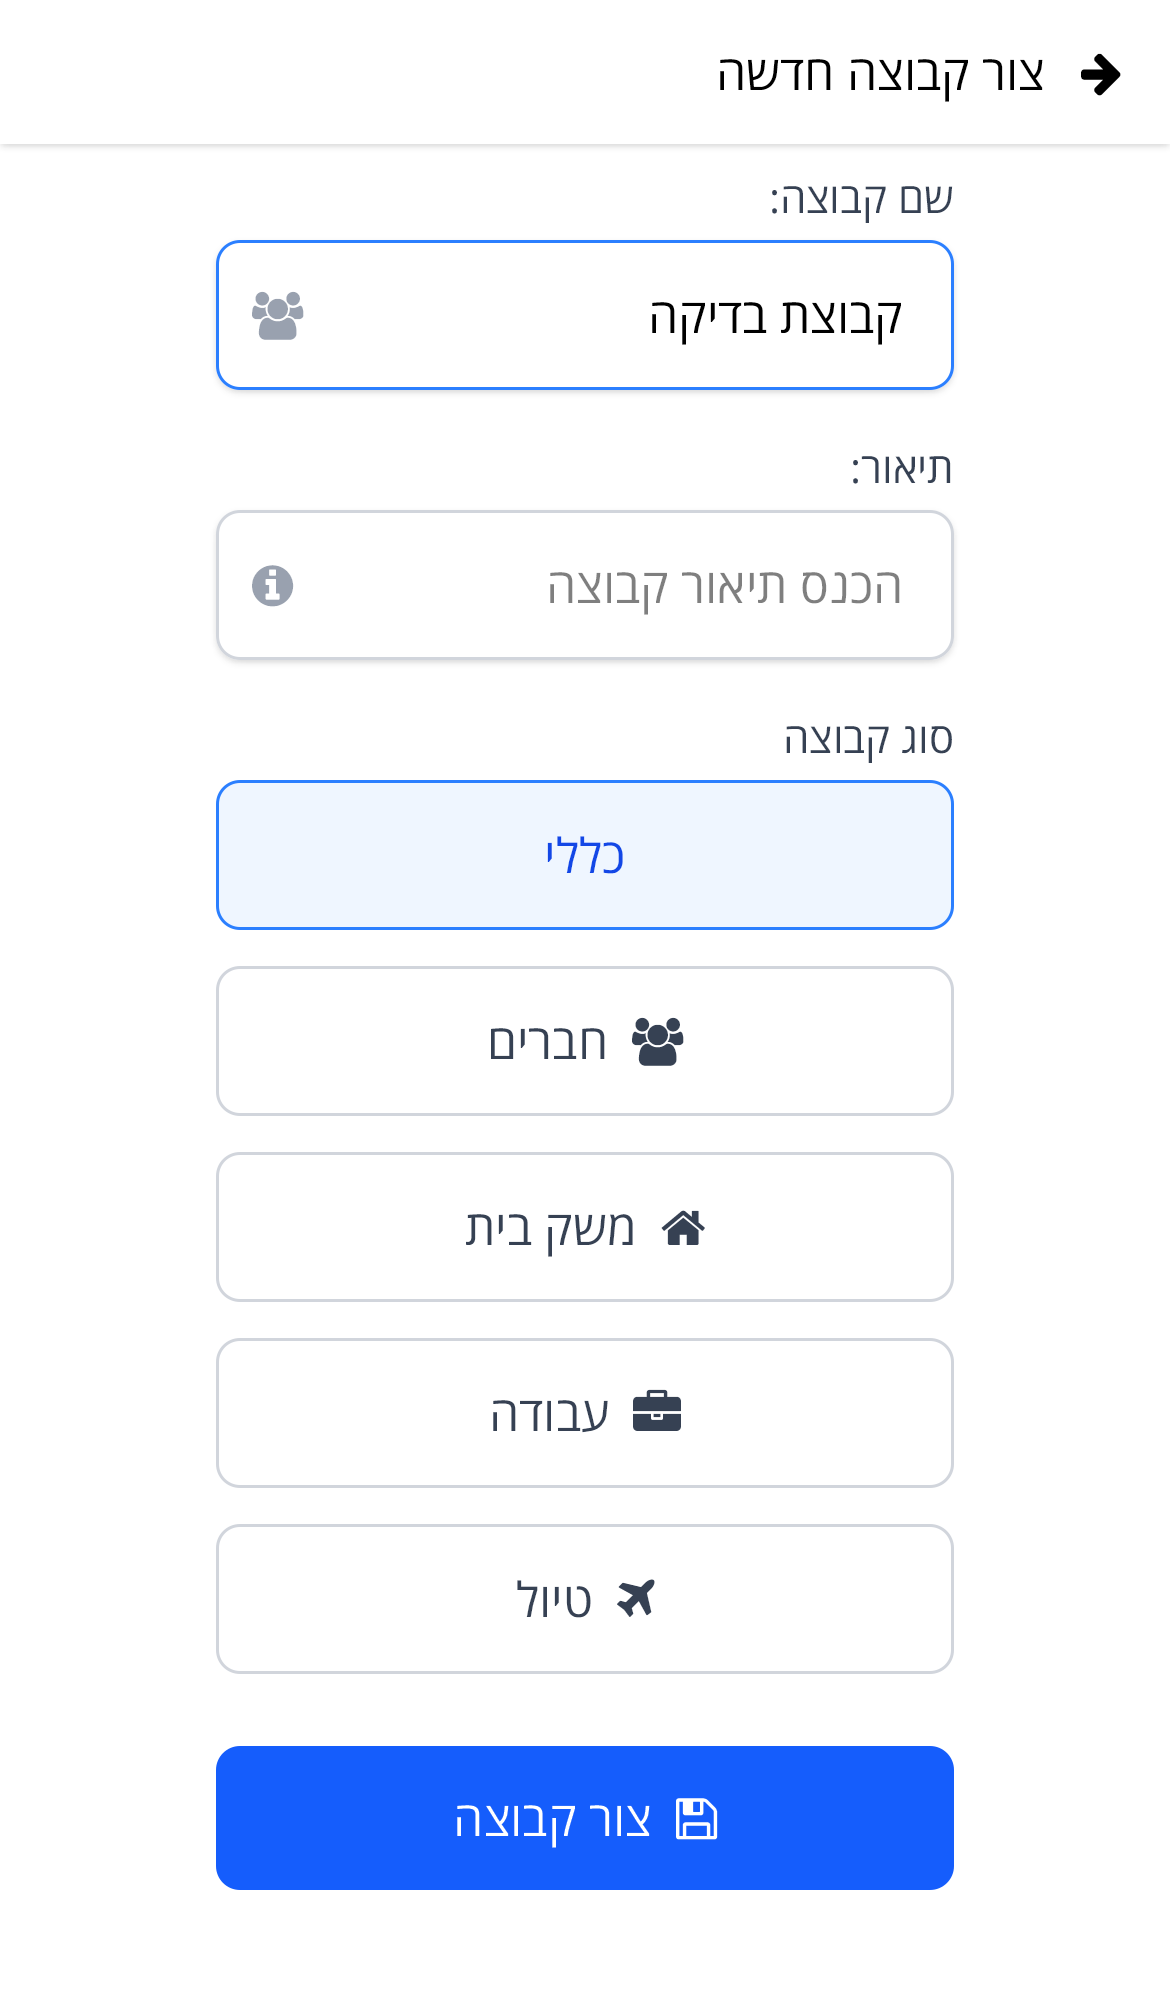 צור קבוצה חדשה
שם קבוצה:
קבוצת בדיקה
תיאור:
הכנס תיאור קבוצה
סוג קבוצה
כללי
חברים
משק בית
עבודה
טיול
צור קבוצה